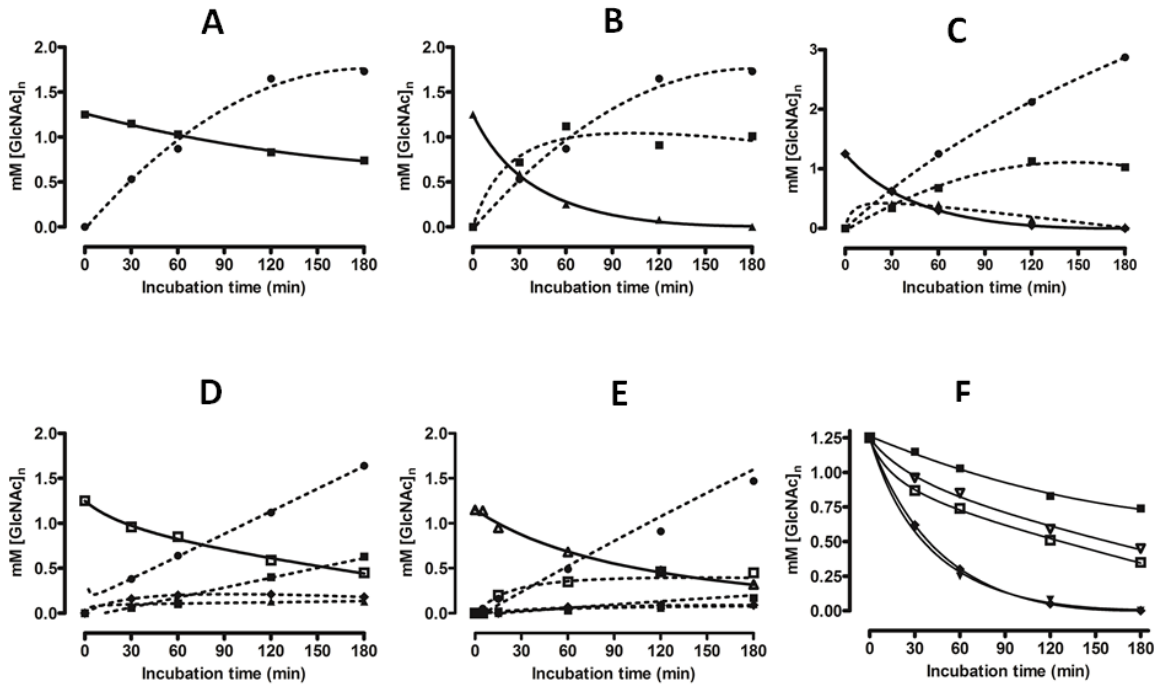 A
B
C
mM [GlcNAc]n
2.0
1.5
1.0
0.5
0.0
0 30 60 90 120 150 180
Incubation time (min)
mM [GlcNAc]n
2.0
1.5
1.0
0.5
0.0
0 30 60 90 120 150 180
Incubation time (min)
mM [GlcNAc]n
3
2
1
0
0 30 60 90 120 150 180
Incubation time (min)
D
E
F
mM [GlcNAc]n
2.0
1.5
1.0
0.5
0.0
0 30 60 90 120 150 180
Incubation time (min)
mM [GlcNAc]n
2.0
1.5
1.0
0.5
0.0
0 30 60 90 120 150 180
Incubation time (min)
mM [GlcNAc]n
1.25
1.00
0.75
0.50
0.25
0.00
0 30 60 90 120 150 180
Incubation time (min)